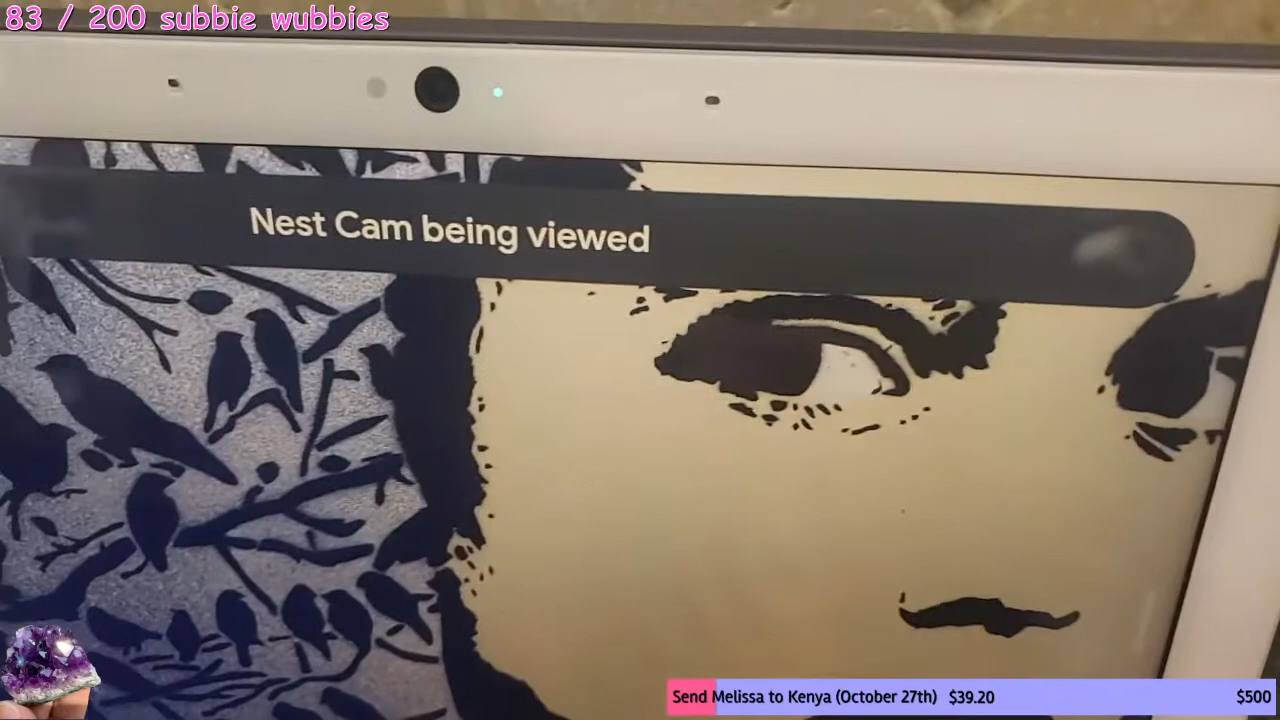 83 / 200 subbie wubbies
Nest Cam being viewed
Send Melissa to Kenya (October 27th) $39.20 $500